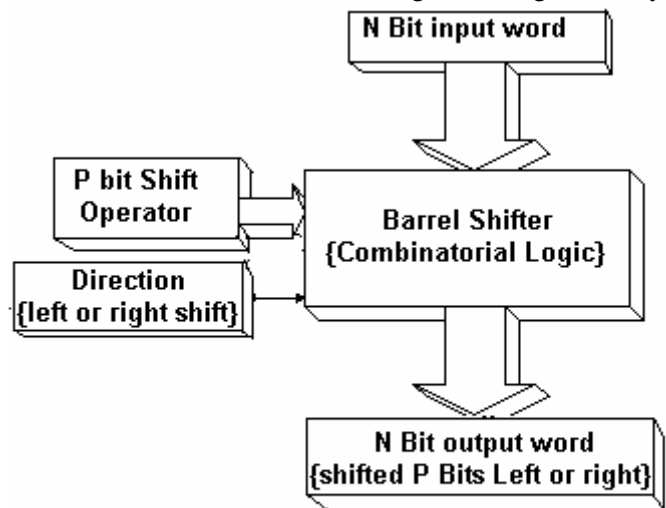 N Bit input word
P bit Shift
Operator
Barrel Shifter
{Combinatorial Logic}
Direction
{left or right shift}
N Bit output word
{shifted P Bits Left or right}